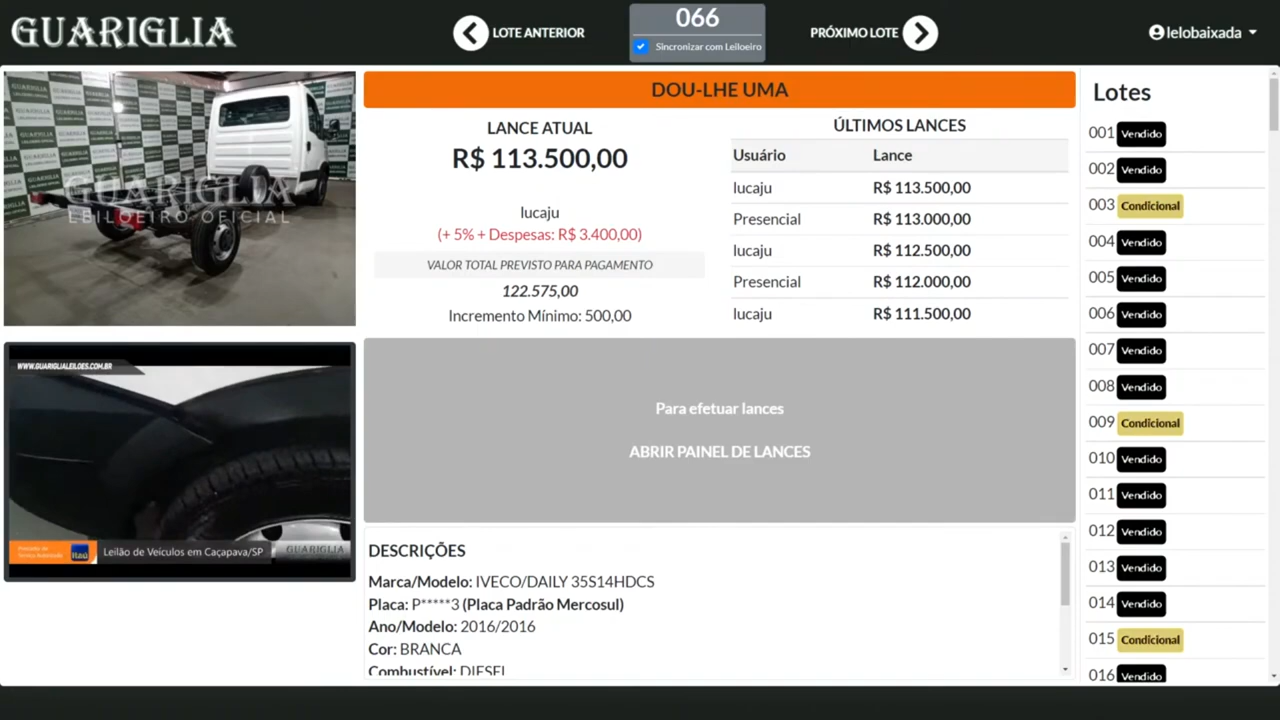 GUARIGLIA
LOTE ANTERIOR
066
Sincronizar com Leiloeiro
PRÓXIMO LOTE
lelobaixada
GUARIGLIA
LEILOEIRO OFICIAL
DOU-LHE UMA
LANCE ATUAL
R$ 113.500,00
lucaju
(+ 5% + Despesas: R$ 3.400,00)
VALOR TOTAL PREVISTO PARA PAGAMENTO
122.575,00
Incremento Mínimo: 500,00
ÚLTIMOS LANCES
Usuário Lance
lucaju R$ 113.500,00
Presencial R$ 113.000,00
lucaju R$ 112.500,00
Presencial R$ 112.000,00
lucaju R$ 111.500,00
WWW.GUARIGLIALEILOES.COM.BR
Itaú
Leilão de Veículos em Caçapava/SP
GUARIGLIA
Para efetuar lances
ABRIR PAINEL DE LANCES
DESCRIÇÕES
Marca/Modelo: IVECO/DAILY 35S14HDCS
Placa: P*****3 (Placa Padrão Mercosul)
Ano/Modelo: 2016/2016
Cor: BRANCA
Combustível: DIESEL
Lotes
001 Vendido
002 Vendido
003 Condicional
004 Vendido
005 Vendido
006 Vendido
007 Vendido
008 Vendido
009 Condicional
010 Vendido
011 Vendido
012 Vendido
013 Vendido
014 Vendido
015 Condicional
016 Vendido